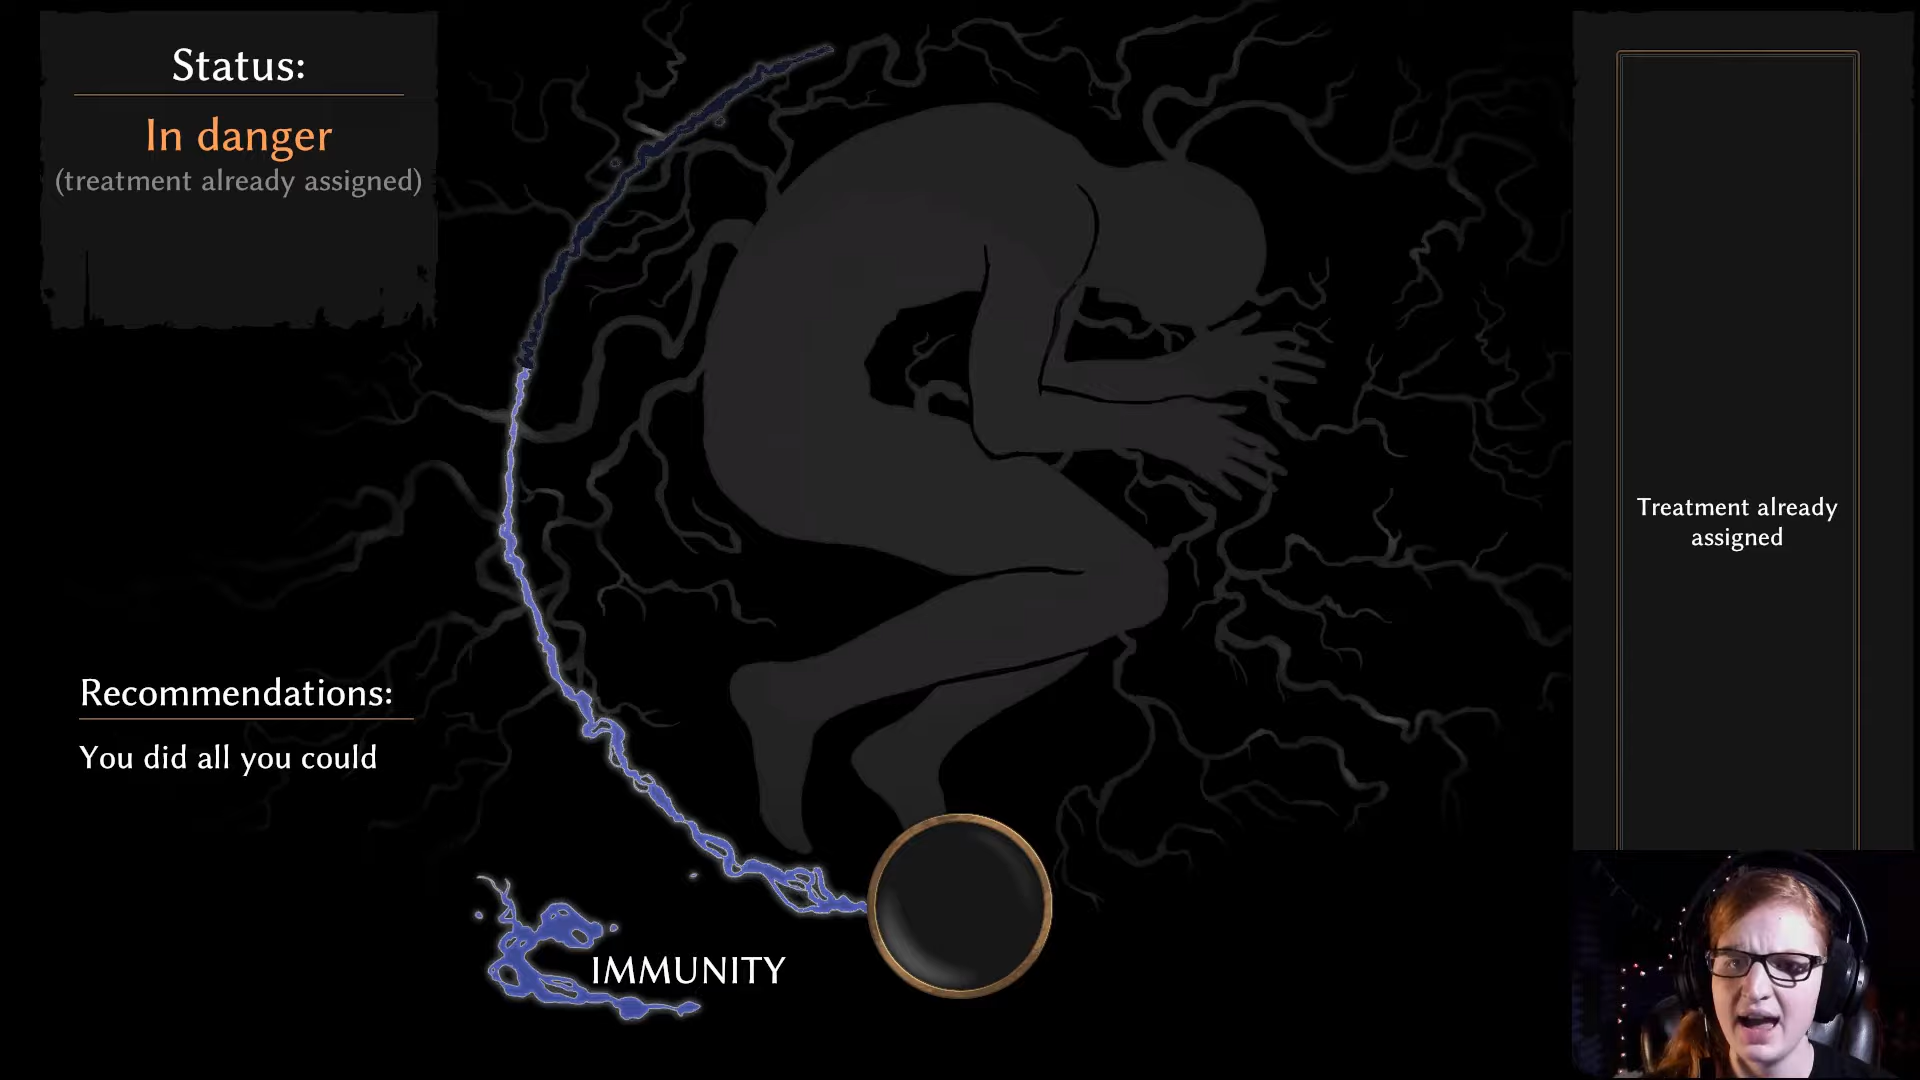 Status:
In danger
(treatment already assigned)
Recommendations:
You did all you could
IMMUNITY
Treatment already
assigned